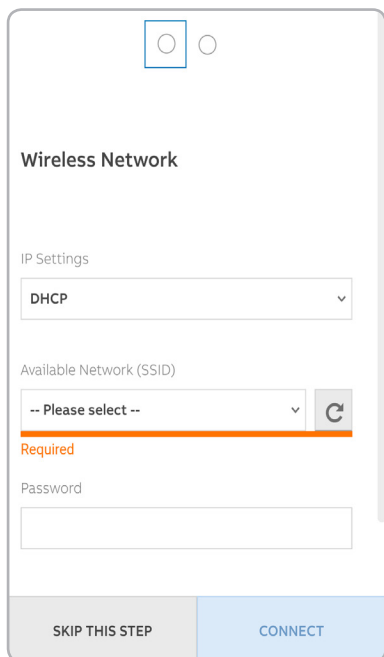 Wireless Network
IP Settings
DHCP
Available Network (SSID)
-- Please select --
Required
Password
SKIP THIS STEP CONNECT